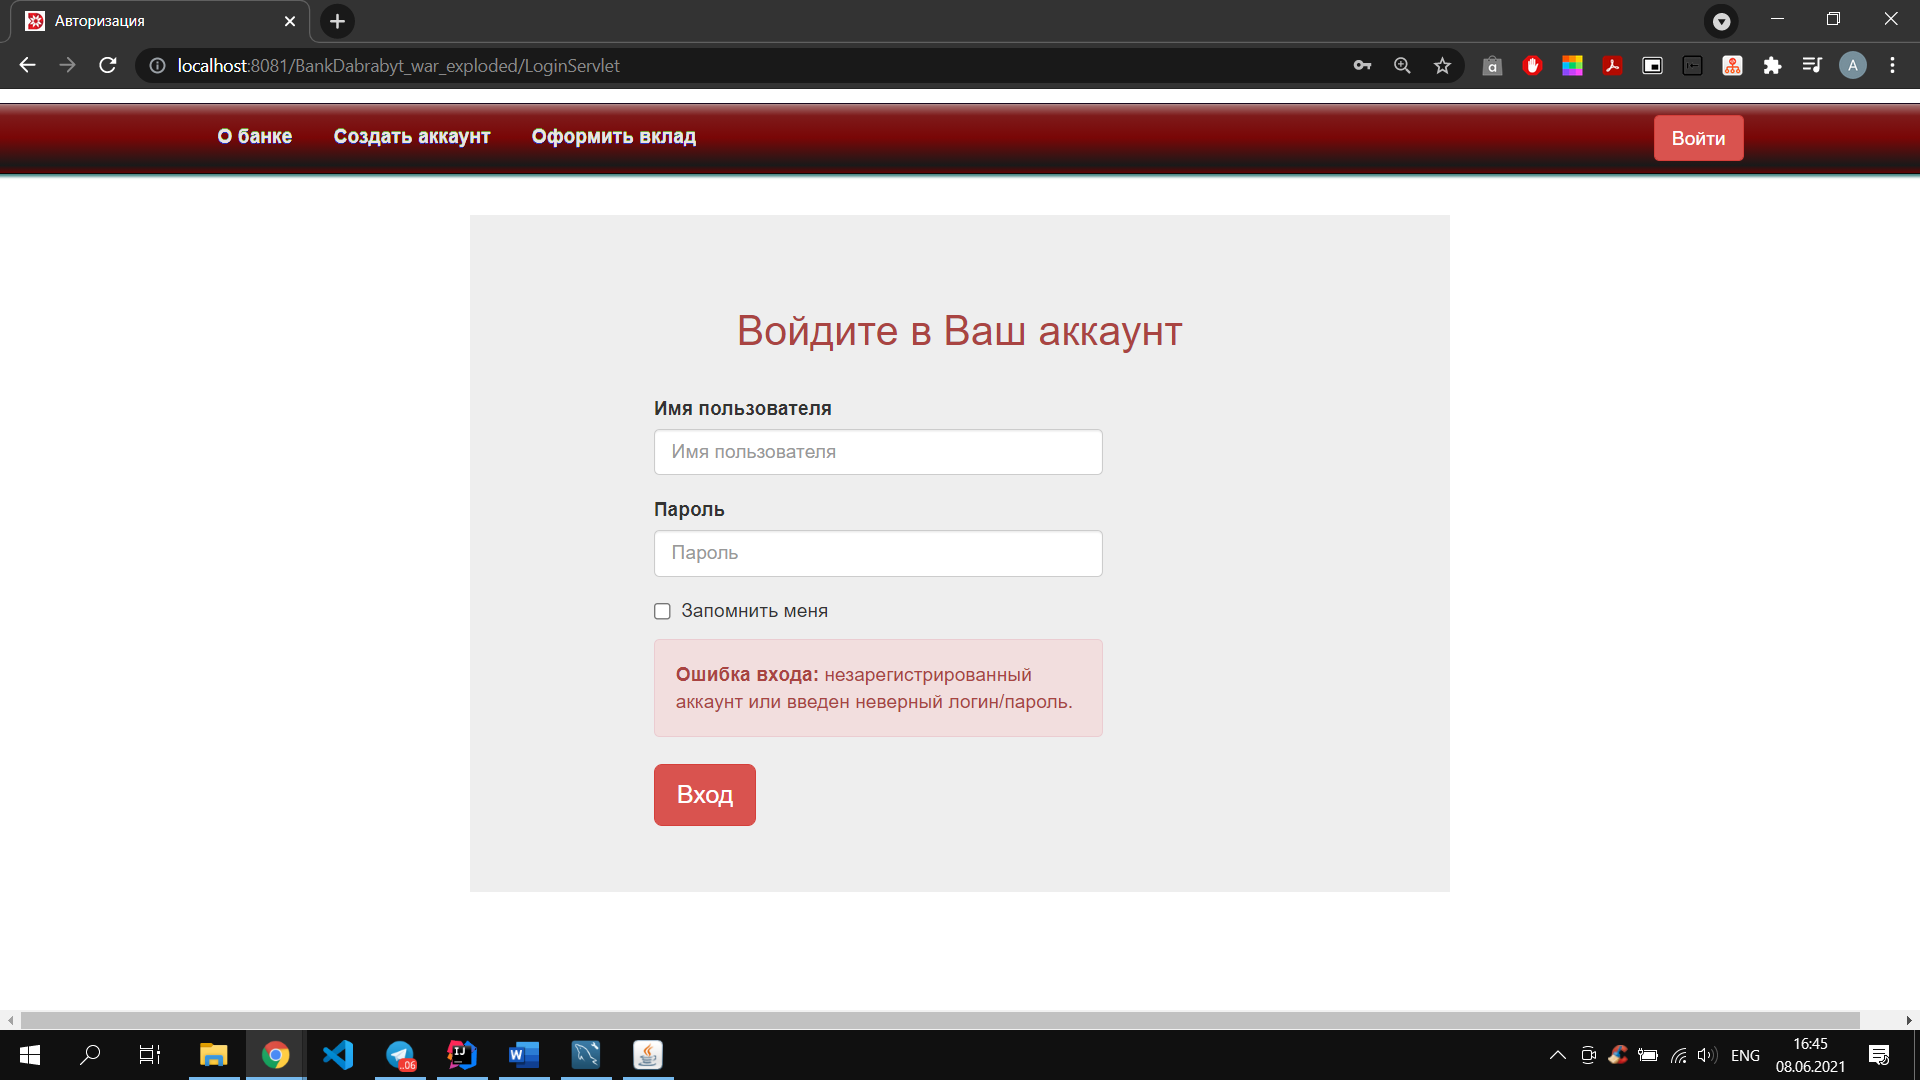 Авторизация
localhost:8081/BankDabrabyt_war_exploded/LoginServlet
A
О банке Создать аккаунт Оформить вклад Войти
Войдите в Ваш аккаунт
Имя пользователя
Имя пользователя
Пароль
Пароль
Запомнить меня
Ошибка входа: незарегистрированный
аккаунт или введен неверный логин/пароль.
Вход
ENG
16:45
08.06.2021